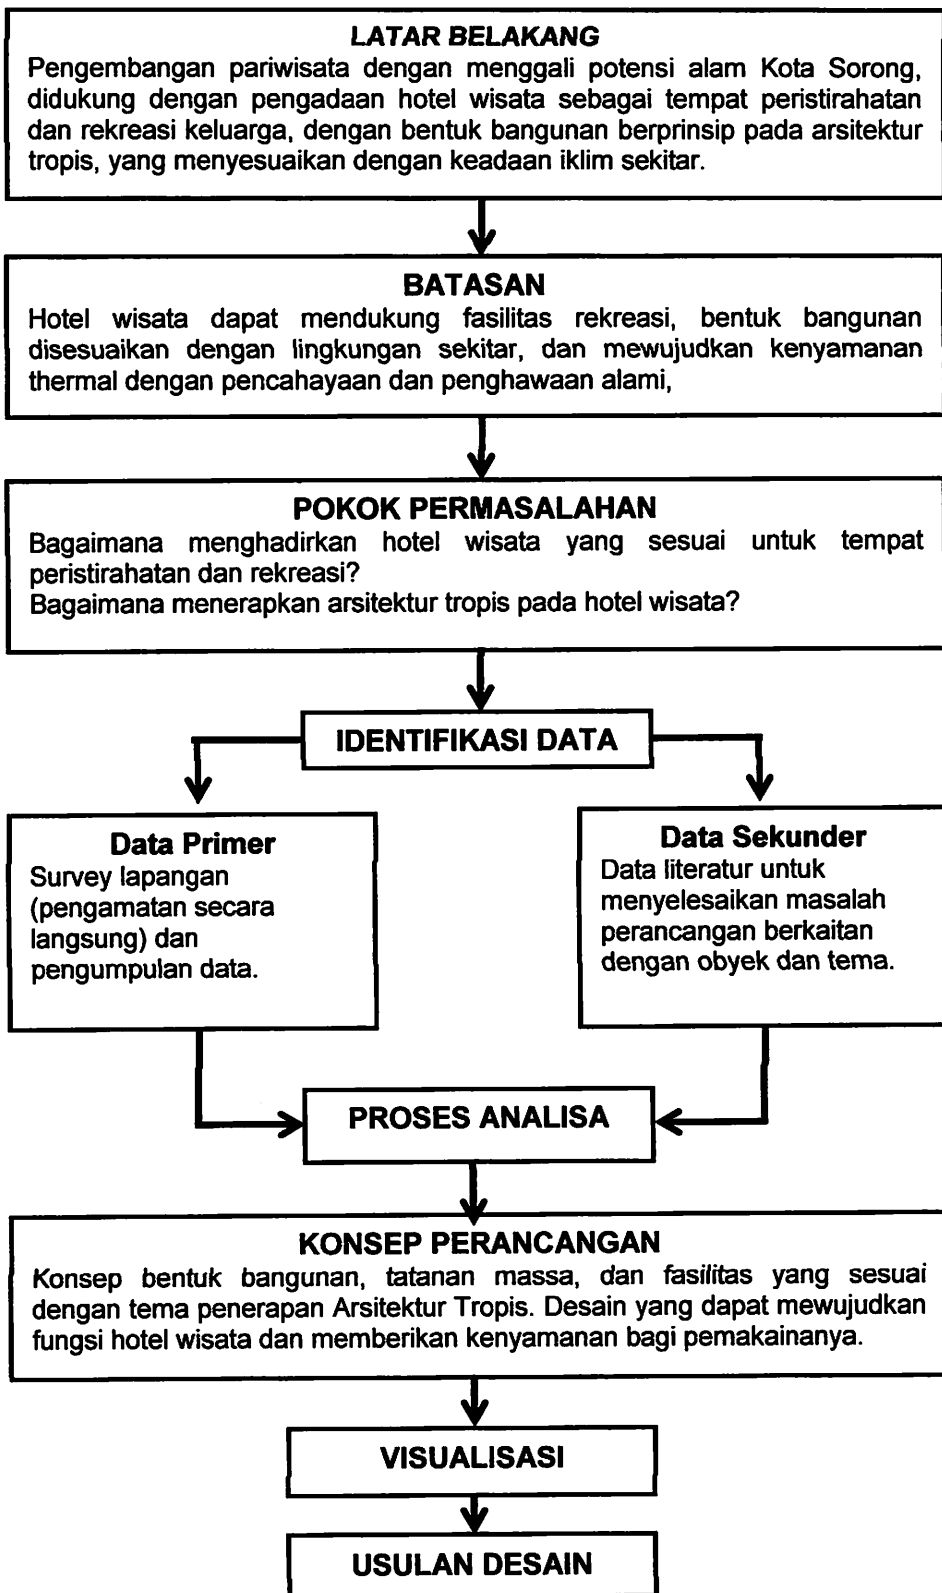 LATAR BELAKANG
Pengembangan pariwisata dengan menggali potensi alam Kota Sorong,
didukung dengan pengadaan hotel wisata sebagai tempat peristirahatan
dan rekreasi keluarga, dengan bentuk bangunan berprinsip pada arsitektur
tropis, yang menyesuaikan dengan keadaan iklim sekitar.
BATASAN
Hotel wisata dapat mendukung fasilitas rekreasi, bentuk bangunan
disesuaikan dengan lingkungan sekitar, dan mewujudkan kenyamanan
thermal dengan pencahayaan dan penghawaan alami,
POKOK PERMASALAHAN
Bagaimana menghadirkan hotel wisata yang sesuai untuk tempat
peristirahatan dan rekreasi?
Bagaimana menerapkan arsitektur tropis pada hotel wisata?
IDENTIFIKASI DATA
Data Primer
Survey lapangan
(pengamatan secara
langsung) dan
pengumpulan data.
Data Sekunder
Data literatur untuk
menyelesaikan masalah
perancangan berkaitan
dengan obyek dan tema.
PROSES ANALISA
KONSEP PERANCANGAN
Konsep bentuk bangunan, tatanan massa, dan fasilitas yang sesuai
dengan tema penerapan Arsitektur Tropis. Desain yang dapat mewujudkan
fungsi hotel wisata dan memberikan kenyamanan bagi pemakainanya.
VISUALISASI
USULAN DESAIN